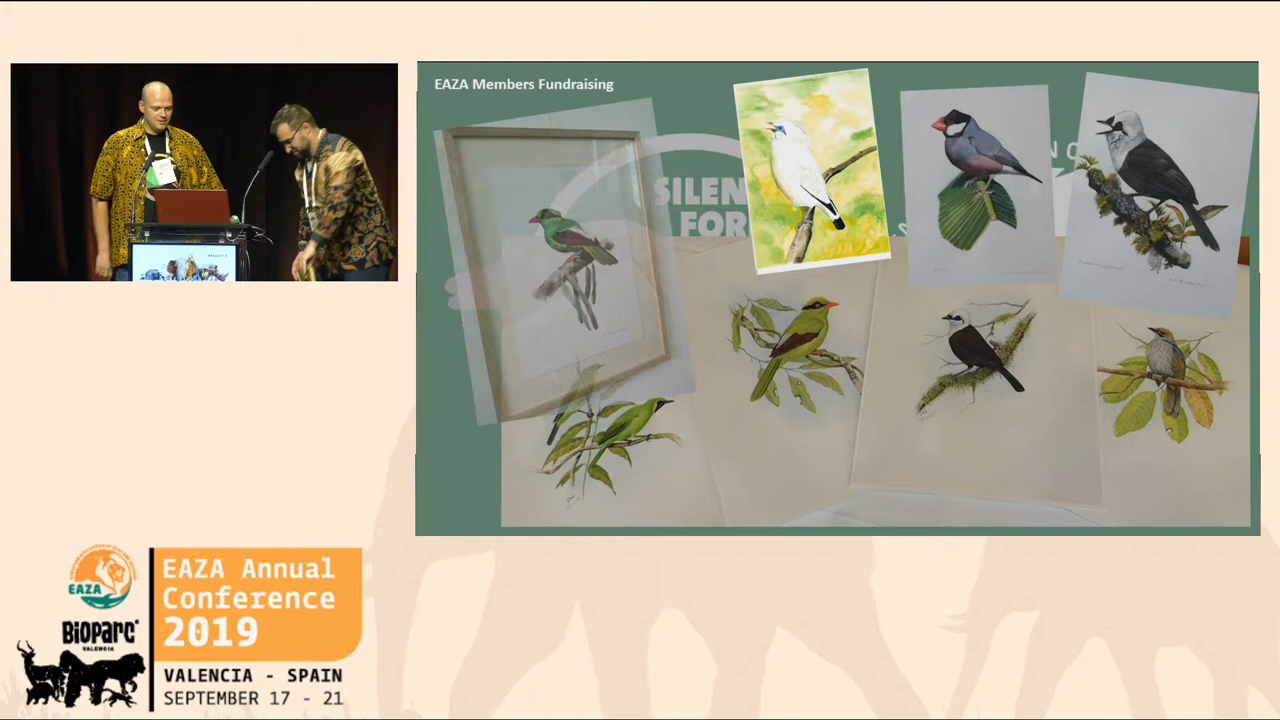 EAZA Members Fundraising
SILEN
FOR
EAZA
BIOPARC
VALENCIA
EAZA Annual
Conference
2019
VALENCIA - SPAIN
SEPTEMBER 17 - 21